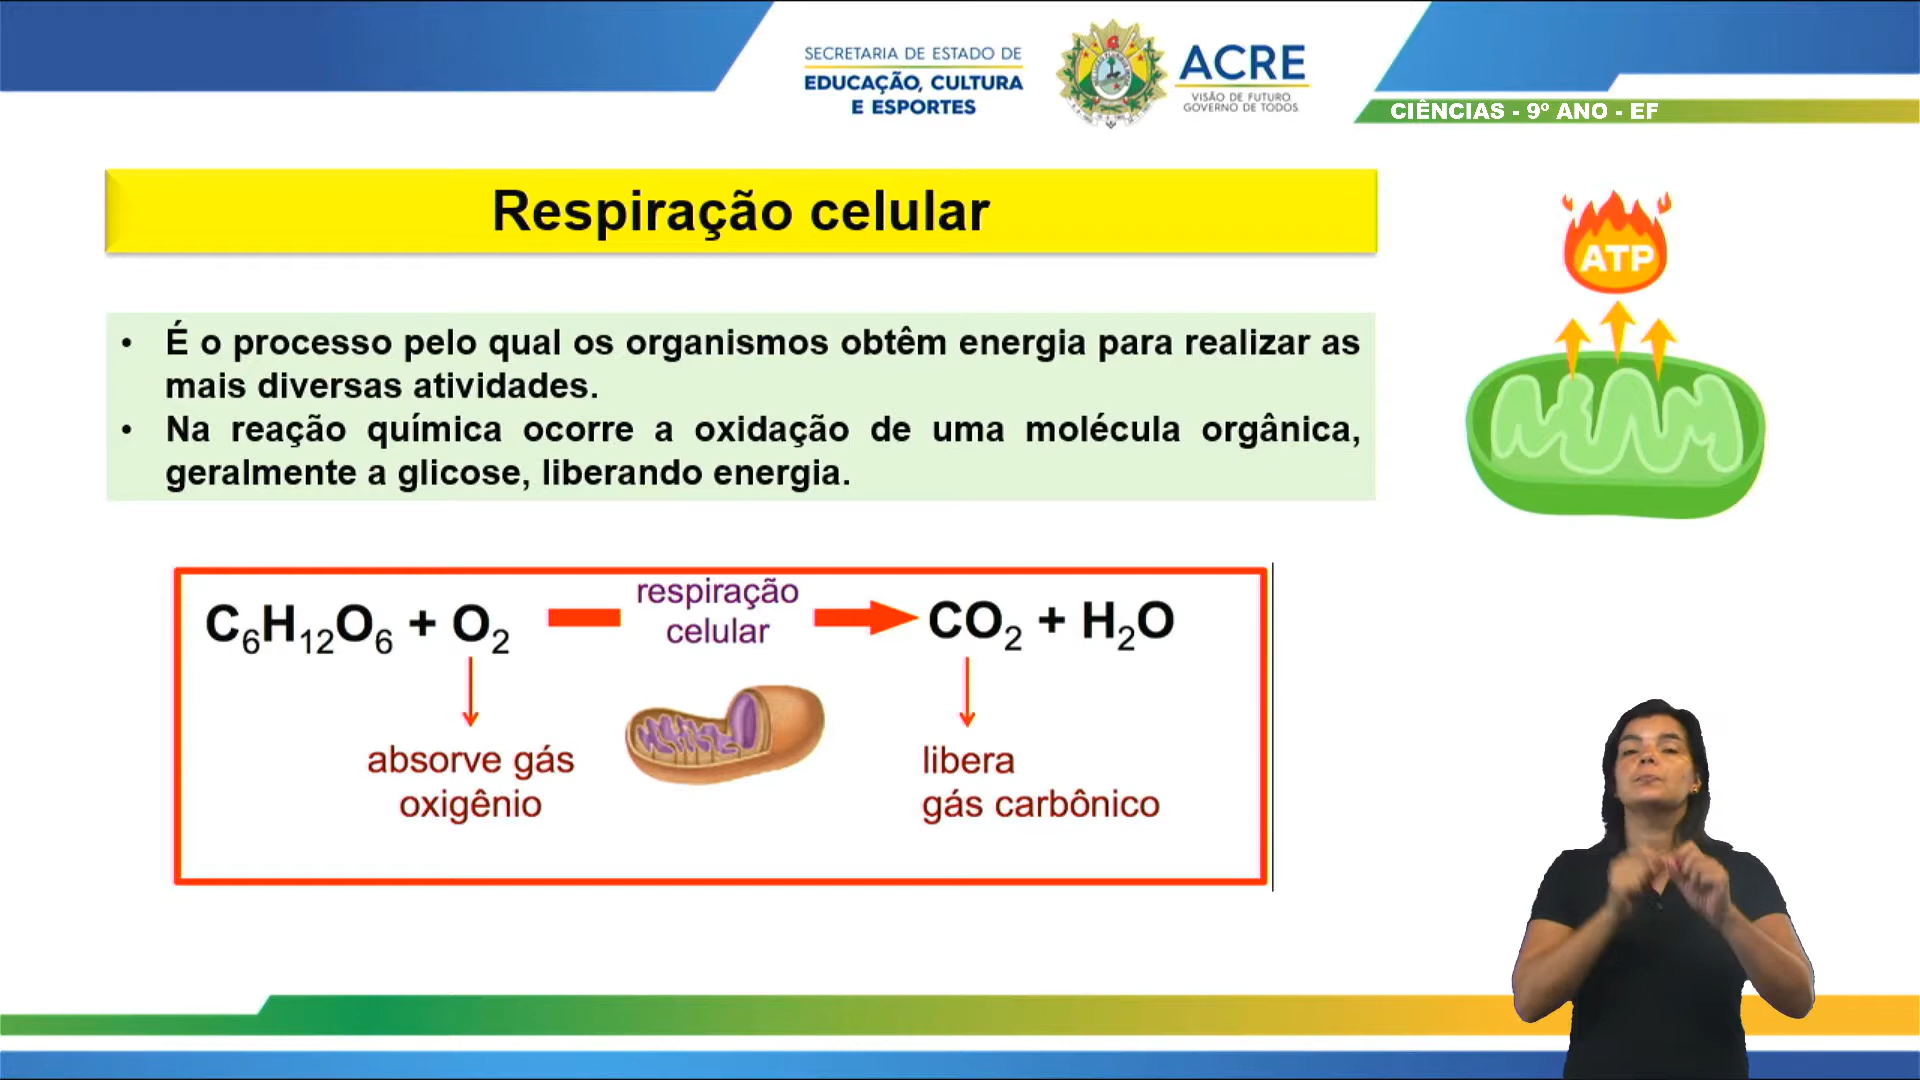 SECRETARIA DE ESTADO DE
EDUCAÇÃO, CULTURA
E ESPORTES
ACRE
VISÃO DE FUTURO
GOVERNO DE TODOS
CIÊNCIAS - 9º ANO - EF
Respiração celular
ATP
• É o processo pelo qual os organismos obtêm energia para realizar as
mais diversas atividades.
• Na reação química ocorre a oxidação de uma molécula orgânica,
geralmente a glicose, liberando energia.
C₆H₁₂O₆ + O₂
respiração
celular
CO₂ + H₂O
absorve gás
oxigênio
libera
gás carbônico